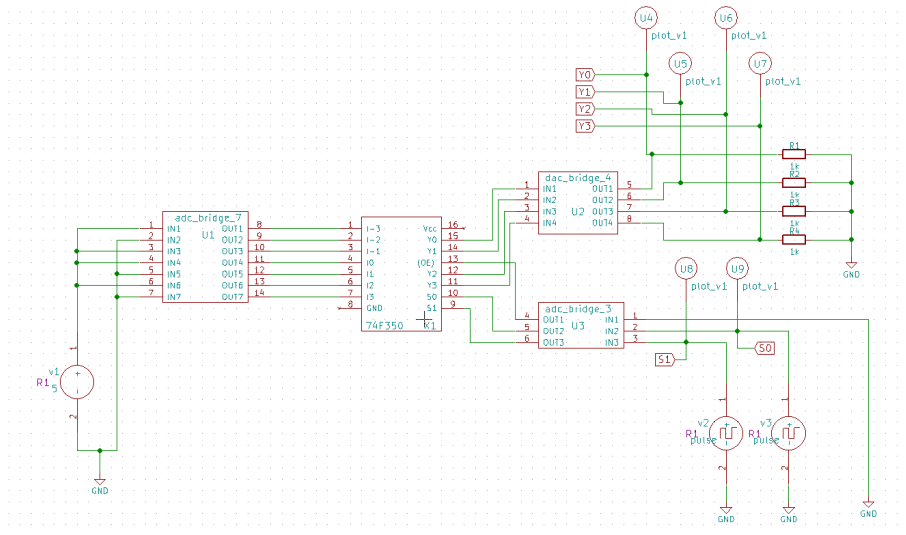 U4
plot_v1
U6
plot_v1
U5
plot_v1
U7
plot_v1
Y0
Y1
Y2
Y3
R1
1k
R2
1k
R3
1k
R4
1k
GND
dac_bridge_4
U2
1 IN1 OUT1 5
2 IN2 OUT2 6
3 IN3 OUT3 7
4 IN4 OUT4 8
adc_bridge_7
U1
1 IN1 OUT1 8
2 IN2 OUT2 9
3 IN3 OUT3 10
4 IN4 OUT4 11
5 IN5 OUT5 12
6 IN6 OUT6 13
7 IN7 OUT7 14
1 I-3 Vcc 16
2 I-2 Y0 15
3 I-1 Y1 14
4 I0 (OE) 13
5 I1 Y2 12
6 I2 Y3 11
7 I3 S0 10
8 GND S1 9
74F350 X1
U8
plot_v1
U9
plot_v1
adc_bridge_3
U3
4 OUT1 IN1 1
5 OUT2 IN2 2
6 OUT3 IN3 3
S1
S0
1
v1
R1
5
+
-
2
GND
1
v2
R1
pulse
+
-
2
GND
1
v3
R1
pulse
+
-
2
GND
GND